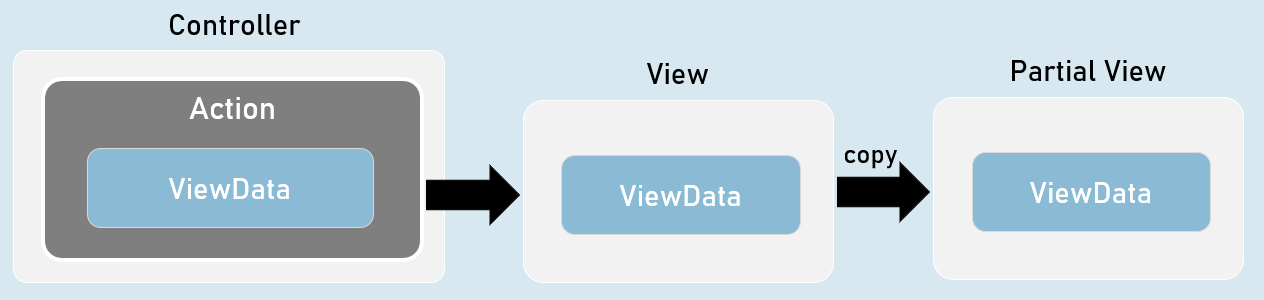 Controller
Action
ViewData
View
ViewData
copy
Partial View
ViewData